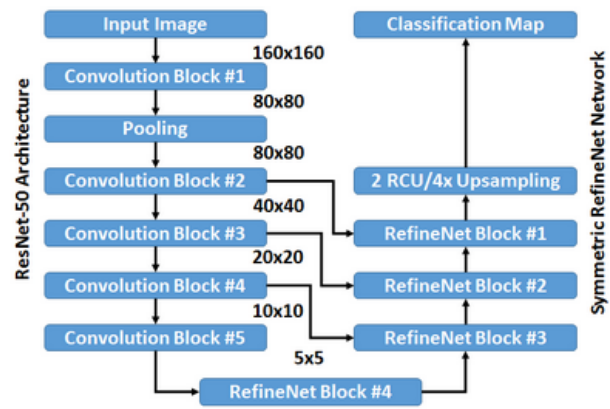 Input Image
160x160
Convolution Block #1
80x80
Pooling
80x80
Convolution Block #2
40x40
Convolution Block #3
20x20
Convolution Block #4
10x10
Convolution Block #5
5x5
RefineNet Block #4
ResNet-50 Architecture
Classification Map
2 RCU/4x Upsampling
RefineNet Block #1
RefineNet Block #2
RefineNet Block #3
Symmetric RefineNet Network